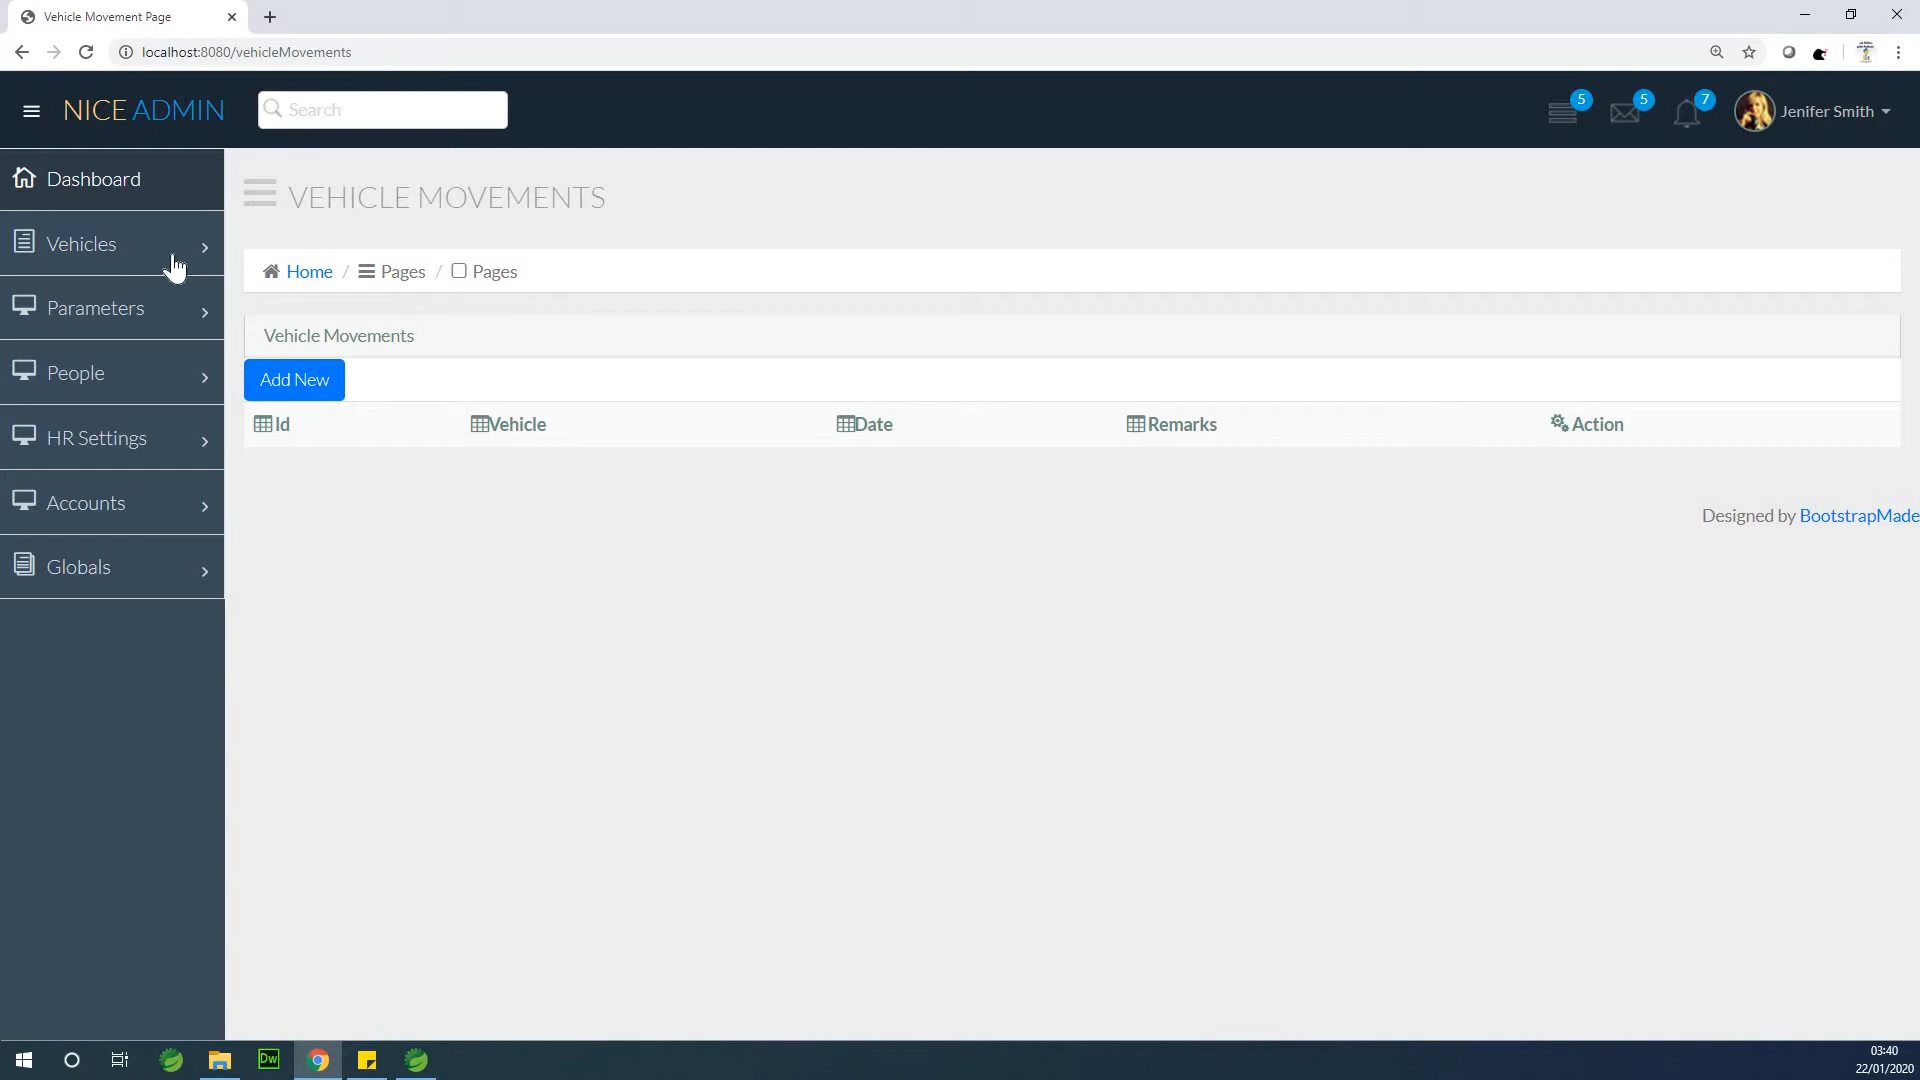 Vehicle Movement Page
localhost:8080/vehicleMovements
NICE ADMIN
Search
5
5
7
Jenifer Smith
Dashboard
Vehicles
Parameters
People
HR Settings
Accounts
Globals
VEHICLE MOVEMENTS
Home / Pages / Pages
Vehicle Movements
Add New
Id Vehicle Date Remarks Action
Designed by BootstrapMade
Dw
03:40
22/01/2020